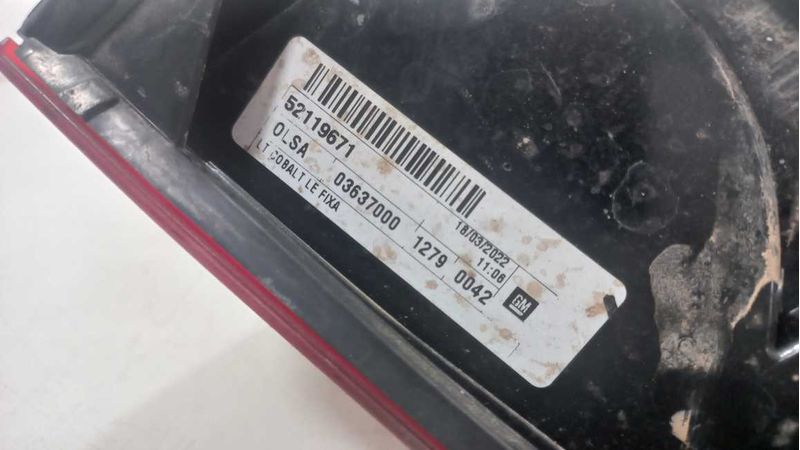 52119671
OLSA 03637000 1279 0042
LT COBALT LE FIXA
18/03/2022
11:06
GM